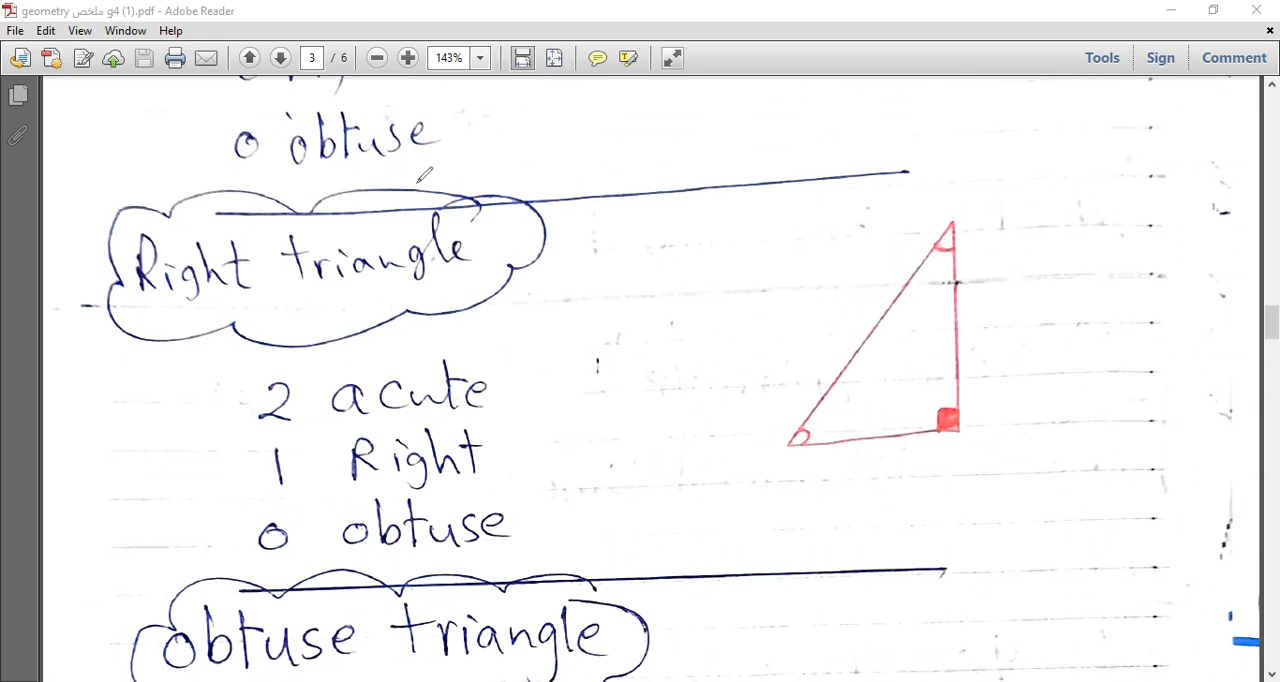 geometry ملخص g4 (1).pdf - Adobe Reader
File Edit View Window Help
3 / 6 143% Tools Sign Comment
0 obtuse
Right triangle
2 acute
1 Right
0 obtuse
obtuse triangle